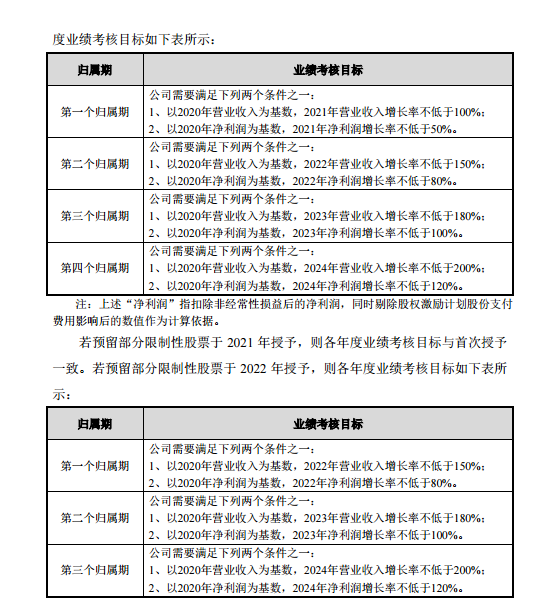 度业绩考核目标如下表所示：
归属期 业绩考核目标
第一个归属期
公司需要满足下列两个条件之一：
1、以2020年营业收入为基数，2021年营业收入增长率不低于100%；
2、以2020年净利润为基数，2021年净利润增长率不低于50%。
第二个归属期
公司需要满足下列两个条件之一：
1、以2020年营业收入为基数，2022年营业收入增长率不低于150%；
2、以2020年净利润为基数，2022年净利润增长率不低于80%。
第三个归属期
公司需要满足下列两个条件之一：
1、以2020年营业收入为基数，2023年营业收入增长率不低于180%；
2、以2020年净利润为基数，2023年净利润增长率不低于100%。
第四个归属期
公司需要满足下列两个条件之一：
1、以2020年营业收入为基数，2024年营业收入增长率不低于200%；
2、以2020年净利润为基数，2024年净利润增长率不低于120%。
注：上述“净利润”指扣除非经常性损益后的净利润，同时剔除股权激励计划股份支付
费用影响后的数值作为计算依据。
若预留部分限制性股票于 2021 年授予，则各年度业绩考核目标与首次授予
一致。若预留部分限制性股票于 2022 年授予，则各年度业绩考核目标如下表所
示：
归属期 业绩考核目标
第一个归属期
公司需要满足下列两个条件之一：
1、以2020年营业收入为基数，2022年营业收入增长率不低于150%；
2、以2020年净利润为基数，2022年净利润增长率不低于80%。
第二个归属期
公司需要满足下列两个条件之一：
1、以2020年营业收入为基数，2023年营业收入增长率不低于180%；
2、以2020年净利润为基数，2023年净利润增长率不低于100%。
第三个归属期
公司需要满足下列两个条件之一：
1、以2020年营业收入为基数，2024年营业收入增长率不低于200%；
2、以2020年净利润为基数，2024年净利润增长率不低于120%。